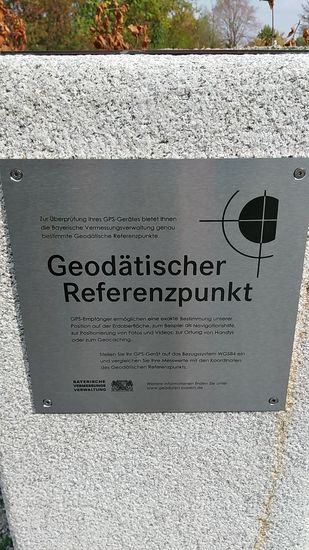 Zur Überprüfung Ihres GPS-Gerätes bietet Ihnen
die Bayerische Vermessungsverwaltung genau
bestimmte Geodätische Referenzpunkte.
Geodätischer
Referenzpunkt
GPS-Empfänger ermöglichen eine exakte Bestimmung unserer
Position auf der Erdoberfläche, zum Beispiel als Navigationshilfe,
zur Positionierung von Fotos und Videos, zur Ortung von Handys
oder zum Geocaching.
Stellen Sie Ihr GPS-Gerät auf das Bezugssystem WGS84 ein
und vergleichen Sie Ihre Messwerte mit den Koordinaten
des Geodätischen Referenzpunkts.
BAYERISCHE
VERMESSUNGS
VERWALTUNG
Weitere Informationen finden Sie unter
www.geodaten.bayern.de